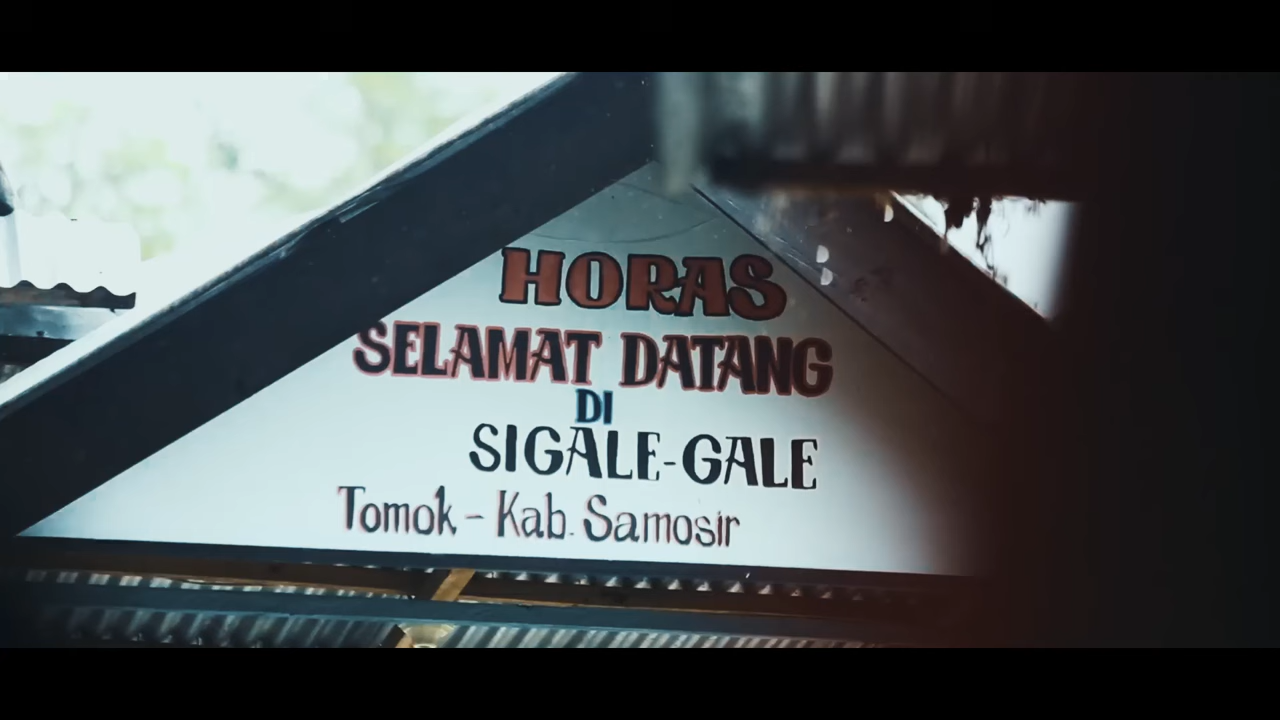 HORAS
SELAMAT DATANG
DI
SIGALE-GALE
Tomok - Kab. Samosir